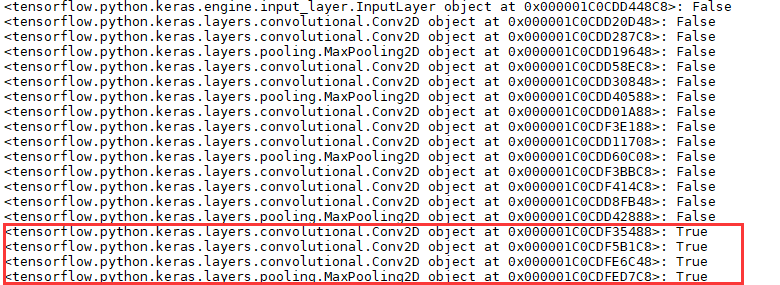 <tensorflow.python.keras.engine.input_layer.InputLayer object at 0x000001C0CDD448C8>: False
<tensorflow.python.keras.layers.convolutional.Conv2D object at 0x000001C0CDD20D48>: False
<tensorflow.python.keras.layers.convolutional.Conv2D object at 0x000001C0CDD287C8>: False
<tensorflow.python.keras.layers.pooling.MaxPooling2D object at 0x000001C0CDD19648>: False
<tensorflow.python.keras.layers.convolutional.Conv2D object at 0x000001C0CDD58EC8>: False
<tensorflow.python.keras.layers.convolutional.Conv2D object at 0x000001C0CDD30848>: False
<tensorflow.python.keras.layers.pooling.MaxPooling2D object at 0x000001C0CDD40588>: False
<tensorflow.python.keras.layers.convolutional.Conv2D object at 0x000001C0CDD01A88>: False
<tensorflow.python.keras.layers.convolutional.Conv2D object at 0x000001C0CDF3E188>: False
<tensorflow.python.keras.layers.convolutional.Conv2D object at 0x000001C0CDD11708>: False
<tensorflow.python.keras.layers.pooling.MaxPooling2D object at 0x000001C0CDD60C08>: False
<tensorflow.python.keras.layers.convolutional.Conv2D object at 0x000001C0CDF3BBC8>: False
<tensorflow.python.keras.layers.convolutional.Conv2D object at 0x000001C0CDF414C8>: False
<tensorflow.python.keras.layers.convolutional.Conv2D object at 0x000001C0CDD8FB48>: False
<tensorflow.python.keras.layers.pooling.MaxPooling2D object at 0x000001C0CDD42888>: False
<tensorflow.python.keras.layers.convolutional.Conv2D object at 0x000001C0CDF35488>: True
<tensorflow.python.keras.layers.convolutional.Conv2D object at 0x000001C0CDF5B1C8>: True
<tensorflow.python.keras.layers.convolutional.Conv2D object at 0x000001C0CDFE6C48>: True
<tensorflow.python.keras.layers.pooling.MaxPooling2D object at 0x000001C0CDFED7C8>: True